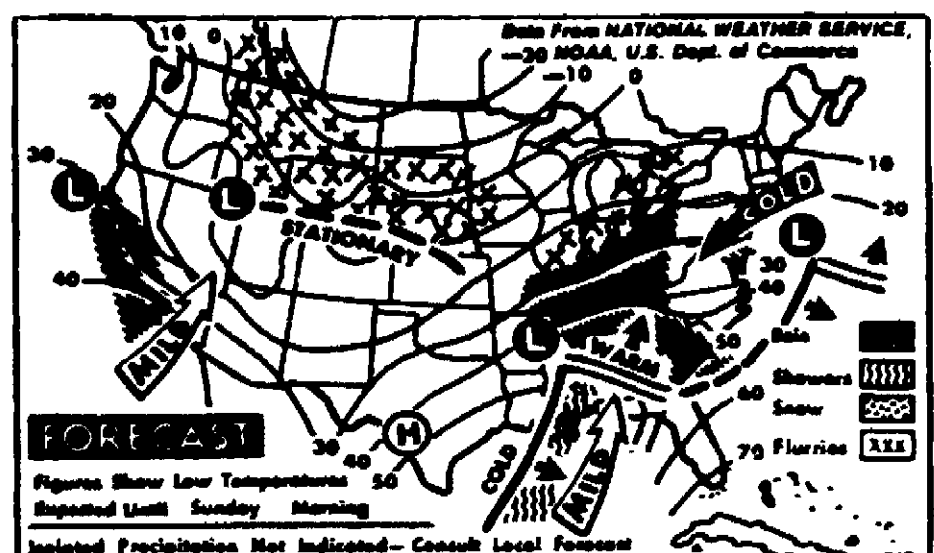 Data From NATIONAL WEATHER SERVICE,
NOAA, U.S. Dept. of Commerce
10
0
-20
-10
0
20
10
30
L
L
COLD
20
L
STATIONARY
40
30
40
MILD
L
WARM
50
Rain
Showers
60
Snow
FORECAST
H
30
40
50
COLD
MILD
70
Flurries
Figures Show Low Temperatures
Expected Until Sunday Morning
Isolated Precipitation Not Indicated – Consult Local Forecast